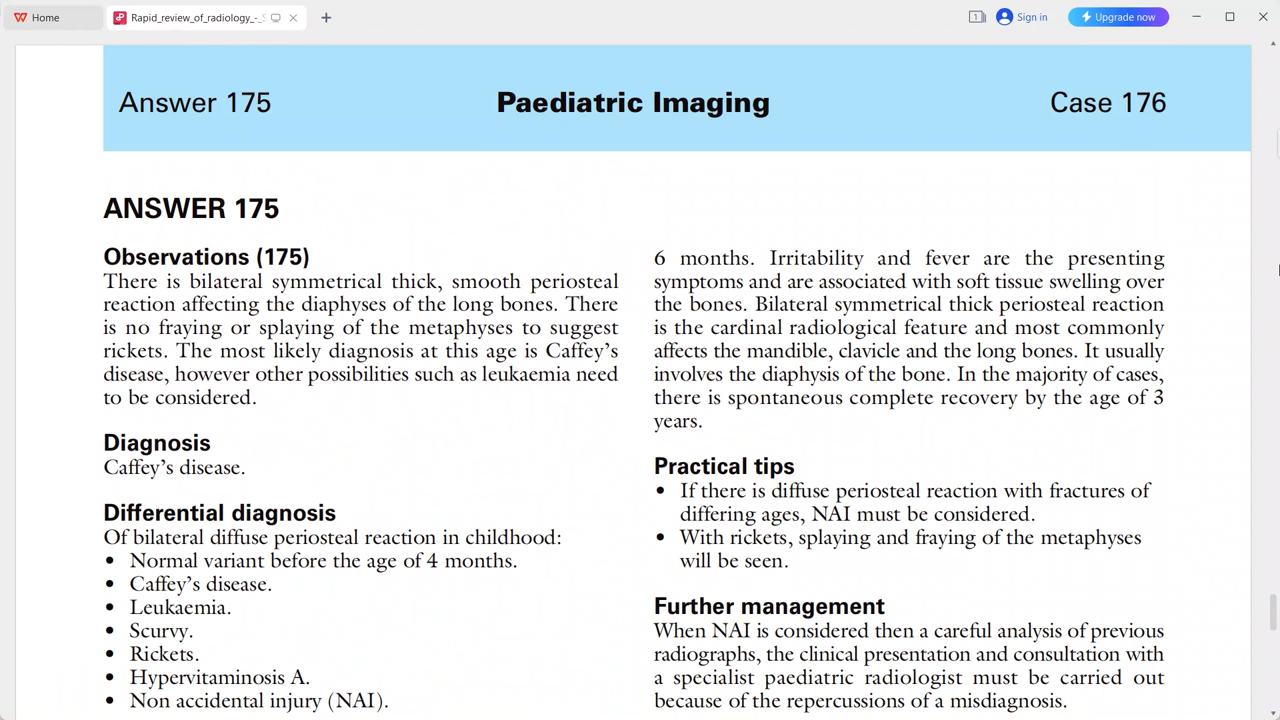 Home
Rapid_review_of_radiology_-_S
1
Sign in
Upgrade now
Answer 175
Paediatric Imaging
Case 176
ANSWER 175
Observations (175)
There is bilateral symmetrical thick, smooth periosteal
reaction affecting the diaphyses of the long bones. There
is no fraying or splaying of the metaphyses to suggest
rickets. The most likely diagnosis at this age is Caffey’s
disease, however other possibilities such as leukaemia need
to be considered.
Diagnosis
Caffey’s disease.
Differential diagnosis
Of bilateral diffuse periosteal reaction in childhood:
• Normal variant before the age of 4 months.
• Caffey’s disease.
• Leukaemia.
• Scurvy.
• Rickets.
• Hypervitaminosis A.
• Non accidental injury (NAI).
6 months. Irritability and fever are the presenting
symptoms and are associated with soft tissue swelling over
the bones. Bilateral symmetrical thick periosteal reaction
is the cardinal radiological feature and most commonly
affects the mandible, clavicle and the long bones. It usually
involves the diaphysis of the bone. In the majority of cases,
there is spontaneous complete recovery by the age of 3
years.
Practical tips
• If there is diffuse periosteal reaction with fractures of
differing ages, NAI must be considered.
• With rickets, splaying and fraying of the metaphyses
will be seen.
Further management
When NAI is considered then a careful analysis of previous
radiographs, the clinical presentation and consultation with
a specialist paediatric radiologist must be carried out
because of the repercussions of a misdiagnosis.